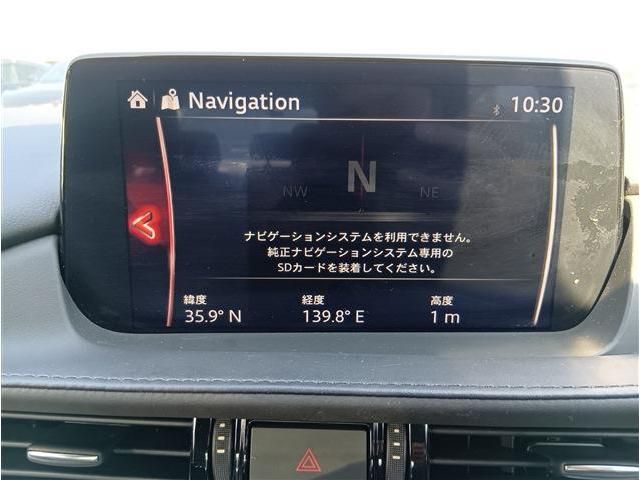 Navigation 10:30
N
NW NE
ナビゲーションシステムを利用できません。
純正ナビゲーションシステム専用の
SDカードを装着してください。
緯度 経度 高度
35.9° N 139.8° E 1 m